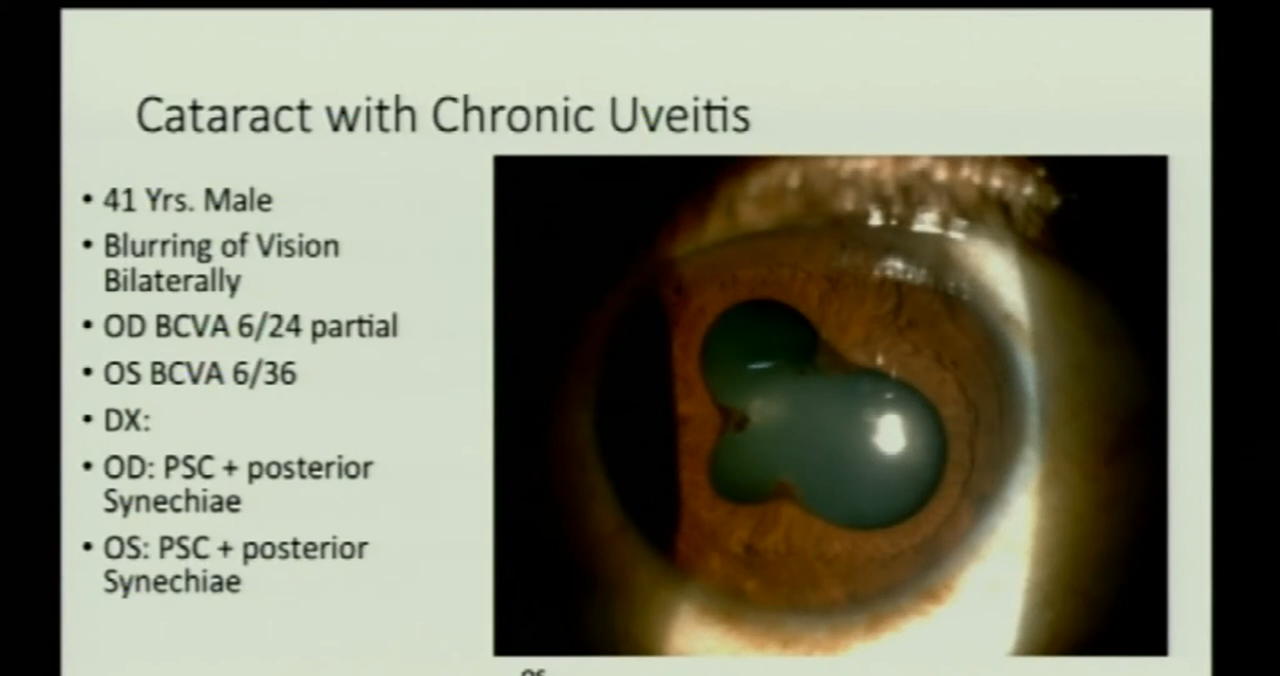 Cataract with Chronic Uveitis
• 41 Yrs. Male
• Blurring of Vision
Bilaterally
• OD BCVA 6/24 partial
• OS BCVA 6/36
• DX:
• OD: PSC + posterior
Synechiae
• OS: PSC + posterior
Synechiae